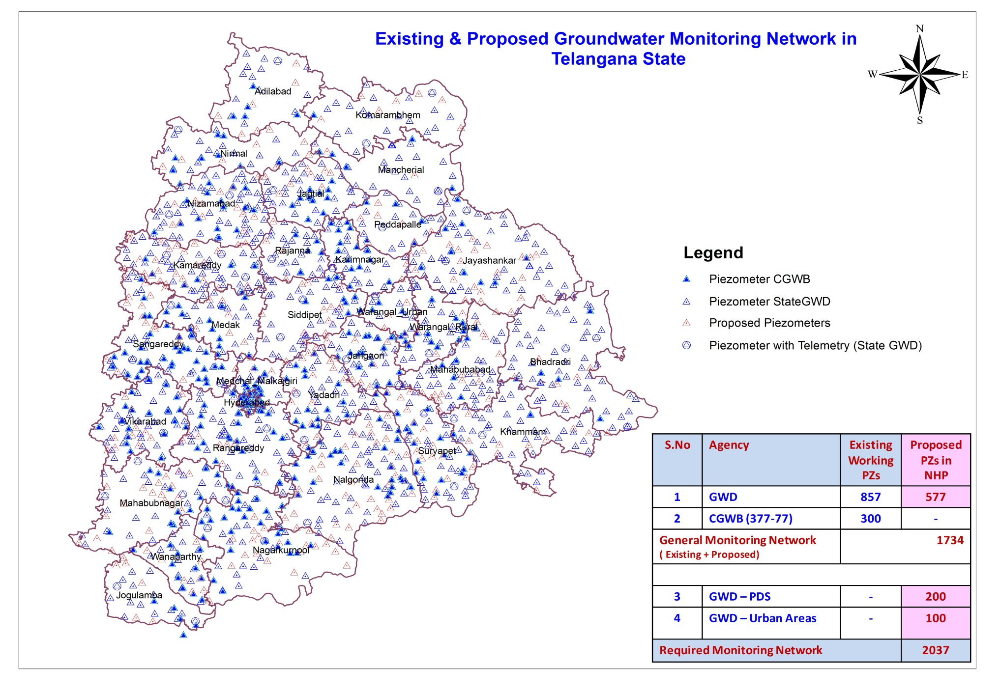 Existing & Proposed Groundwater Monitoring Network in
Telangana State
N
W
E
S
Adilabad
Komarambhem
Nirmal
Mancherial
Jagtial
Nizamabad
Peddapalle
Rajanna
Karimnagar
Jayashankar
Kamareddy
Siddipet
Warangal_Urban
Medak
Warangal_Rural
Sangareddy
Jangaon
Bhadradri
Mahabubabad
Medchal_Malkajgiri
Yadadri
Hyderabad
Vikarabad
Khammam
Rangareddy
Suryapet
Nalgonda
Mahabubnagar
Nagarkurnool
Wanaparthy
Jogulamba
Legend
Piezometer CGWB
Piezometer StateGWD
Proposed Piezometers
Piezometer with Telemetry (State GWD)
S.No Agency Existing Working PZs Proposed PZs in NHP
1 GWD 857 577
2 CGWB (377-77) 300 -
General Monitoring Network 1734
( Existing + Proposed)
3 GWD – PDS - 200
4 GWD – Urban Areas - 100
Required Monitoring Network 2037